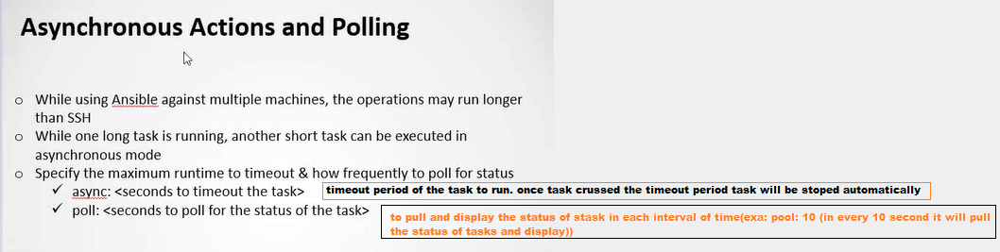 Asynchronous Actions and Polling
o While using Ansible against multiple machines, the operations may run longer
than SSH
o While one long task is running, another short task can be executed in
asynchronous mode
o Specify the maximum runtime to timeout & how frequently to poll for status
✓ async: <seconds to timeout the task>
timeout period of the task to run. once task crussed the timeout period task will be stoped automatically
✓ poll: <seconds to poll for the status of the task>
to pull and display the status of stask in each interval of time(exa: pool: 10 (in every 10 second it will pull
the status of tasks and display))